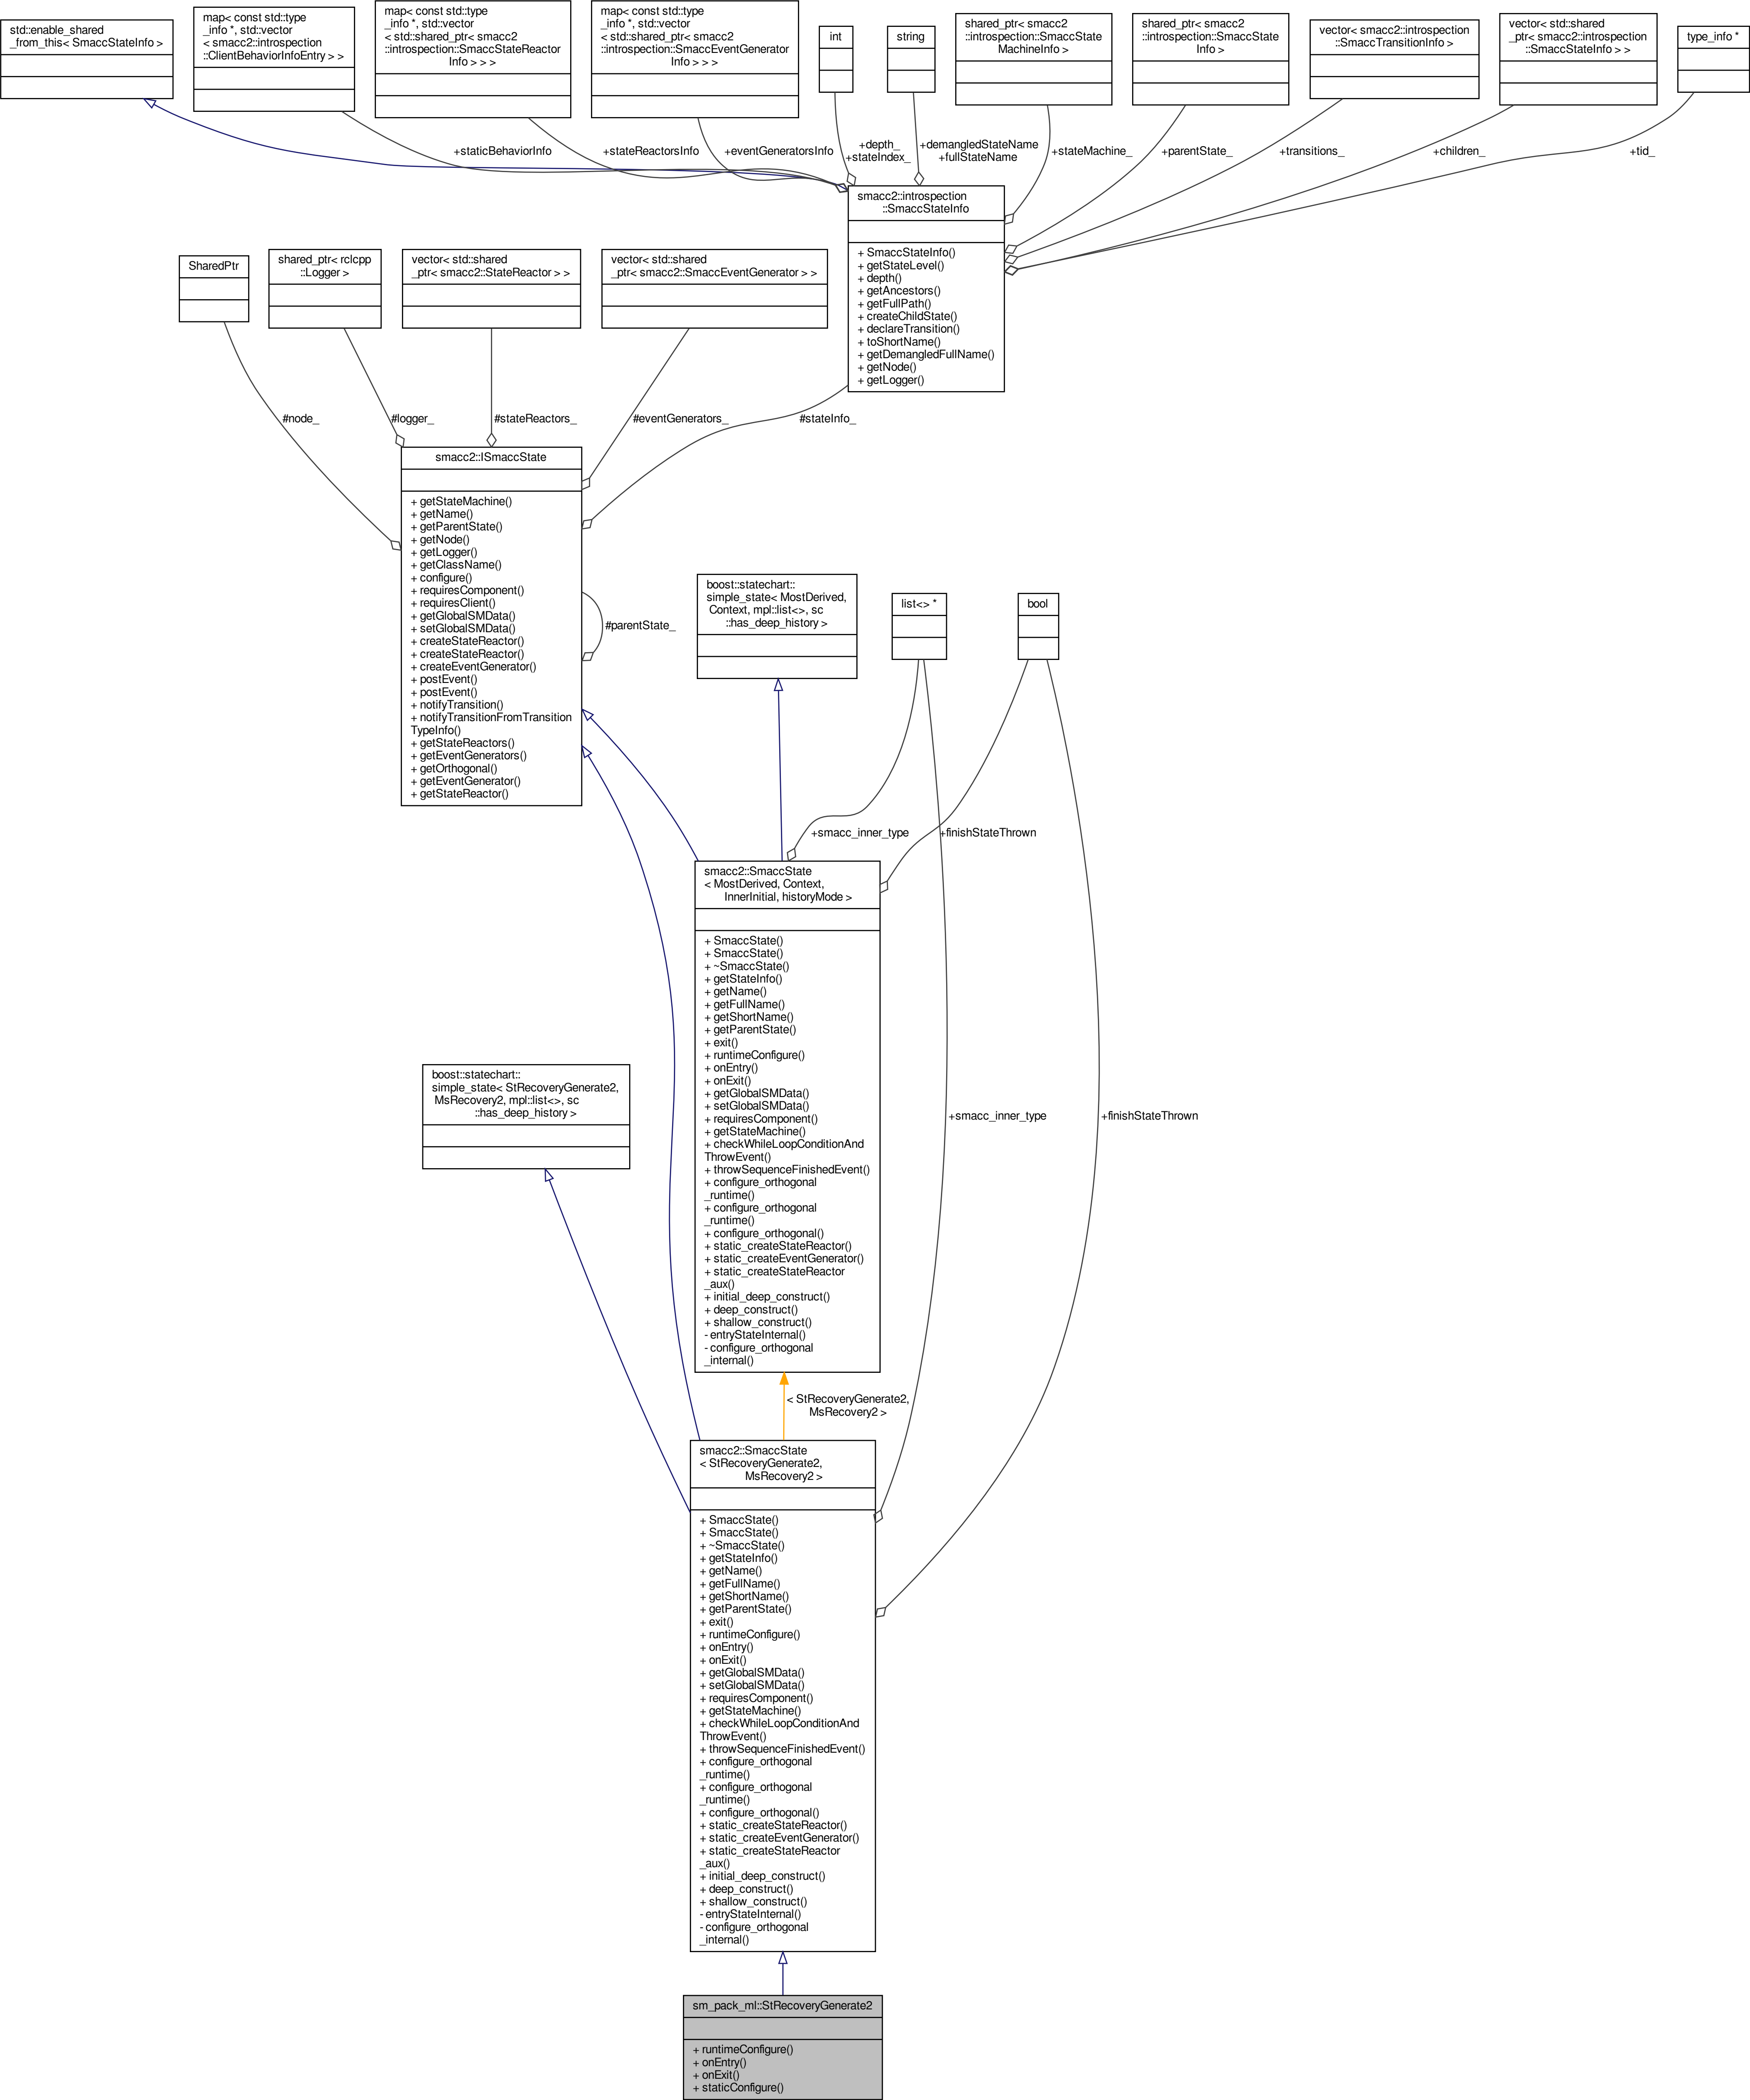 std::enable_shared
_from_this< SmaccStateInfo >
map< const std::type
_info *, std::vector
< smacc2::introspection
::ClientBehaviorInfoEntry > >
map< const std::type
_info *, std::vector
< std::shared_ptr< smacc2
::introspection::SmaccStateReactor
Info > > >
map< const std::type
_info *, std::vector
< std::shared_ptr< smacc2
::introspection::SmaccEventGenerator
Info > > >
int
string
shared_ptr< smacc2
::introspection::SmaccState
MachineInfo >
shared_ptr< smacc2
::introspection::SmaccState
Info >
vector< smacc2::introspection
::SmaccTransitionInfo >
vector< std::shared
_ptr< smacc2::introspection
::SmaccStateInfo > >
type_info *
+staticBehaviorInfo
+stateReactorsInfo
+eventGeneratorsInfo
+depth_
+stateIndex_
+demangledStateName
+fullStateName
+stateMachine_
+parentState_
+transitions_
+children_
+tid_
smacc2::introspection
::SmaccStateInfo
+ SmaccStateInfo()
+ getStateLevel()
+ depth()
+ getAncestors()
+ getFullPath()
+ createChildState()
+ declareTransition()
+ toShortName()
+ getDemangledFullName()
+ getNode()
+ getLogger()
SharedPtr
shared_ptr< rclcpp
::Logger >
vector< std::shared
_ptr< smacc2::StateReactor > >
vector< std::shared
_ptr< smacc2::SmaccEventGenerator > >
#node_
#logger_
#stateReactors_
#eventGenerators_
#stateInfo_
smacc2::ISmaccState
+ getStateMachine()
+ getName()
+ getParentState()
+ getNode()
+ getLogger()
+ getClassName()
+ configure()
+ requiresComponent()
+ requiresClient()
+ getGlobalSMData()
+ setGlobalSMData()
+ createStateReactor()
+ createStateReactor()
+ createEventGenerator()
+ postEvent()
+ postEvent()
+ notifyTransition()
+ notifyTransitionFromTransition
TypeInfo()
+ getStateReactors()
+ getEventGenerators()
+ getOrthogonal()
+ getEventGenerator()
+ getStateReactor()
#parentState_
boost::statechart::
simple_state< MostDerived,
Context, mpl::list<>, sc
::has_deep_history >
list<> *
bool
+smacc_inner_type
+finishStateThrown
smacc2::SmaccState
< MostDerived, Context,
InnerInitial, historyMode >
+ SmaccState()
+ SmaccState()
+ ~SmaccState()
+ getStateInfo()
+ getName()
+ getFullName()
+ getShortName()
+ getParentState()
+ exit()
+ runtimeConfigure()
+ onEntry()
+ onExit()
+ getGlobalSMData()
+ setGlobalSMData()
+ requiresComponent()
+ getStateMachine()
+ checkWhileLoopConditionAnd
ThrowEvent()
+ throwSequenceFinishedEvent()
+ configure_orthogonal
_runtime()
+ configure_orthogonal
_runtime()
+ configure_orthogonal()
+ static_createStateReactor()
+ static_createEventGenerator()
+ static_createStateReactor
_aux()
+ initial_deep_construct()
+ deep_construct()
+ shallow_construct()
- entryStateInternal()
- configure_orthogonal
_internal()
boost::statechart::
simple_state< StRecoveryGenerate2,
MsRecovery2, mpl::list<>, sc
::has_deep_history >
+smacc_inner_type
+finishStateThrown
< StRecoveryGenerate2,
MsRecovery2 >
smacc2::SmaccState
< StRecoveryGenerate2,
MsRecovery2 >
+ SmaccState()
+ SmaccState()
+ ~SmaccState()
+ getStateInfo()
+ getName()
+ getFullName()
+ getShortName()
+ getParentState()
+ exit()
+ runtimeConfigure()
+ onEntry()
+ onExit()
+ getGlobalSMData()
+ setGlobalSMData()
+ requiresComponent()
+ getStateMachine()
+ checkWhileLoopConditionAnd
ThrowEvent()
+ throwSequenceFinishedEvent()
+ configure_orthogonal
_runtime()
+ configure_orthogonal
_runtime()
+ configure_orthogonal()
+ static_createStateReactor()
+ static_createEventGenerator()
+ static_createStateReactor
_aux()
+ initial_deep_construct()
+ deep_construct()
+ shallow_construct()
- entryStateInternal()
- configure_orthogonal
_internal()
sm_pack_ml::StRecoveryGenerate2
+ runtimeConfigure()
+ onEntry()
+ onExit()
+ staticConfigure()